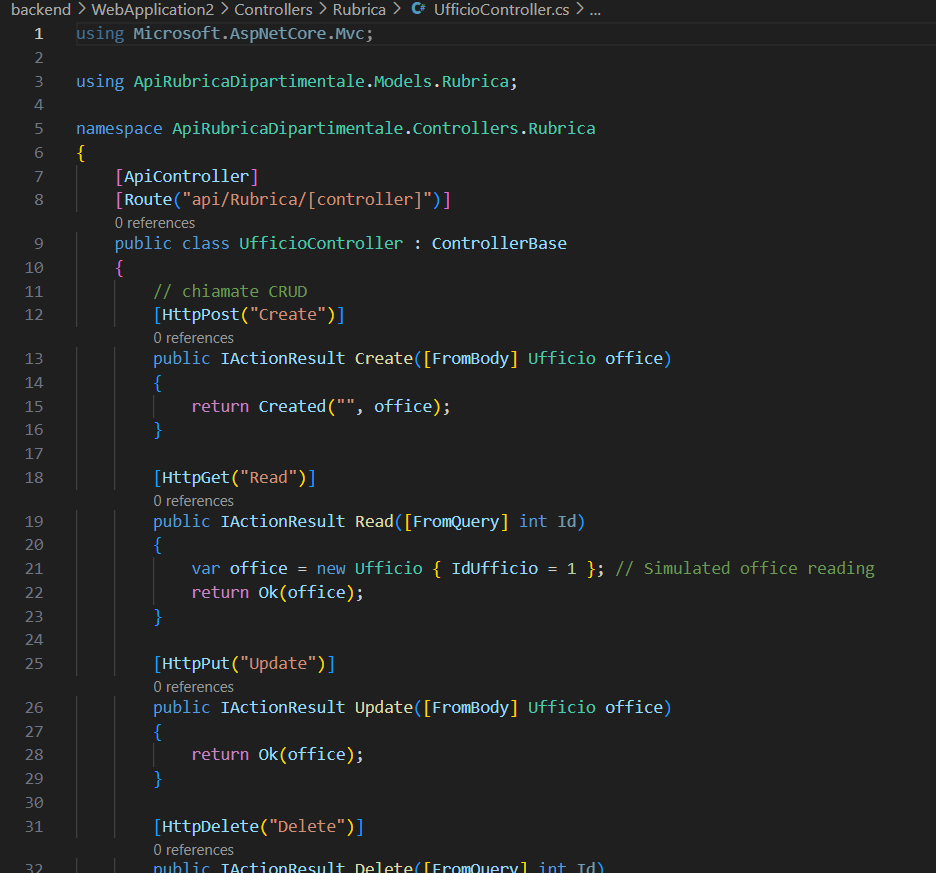 backend > WebApplication2 > Controllers > Rubrica > C# UfficioController.cs > ...
1 using Microsoft.AspNetCore.Mvc;
2
3 using ApiRubricaDipartimentale.Models.Rubrica;
4
5 namespace ApiRubricaDipartimentale.Controllers.Rubrica
6 {
7 [ApiController]
8 [Route("api/Rubrica/[controller]")]
0 references
9 public class UfficioController : ControllerBase
10 {
11 // chiamate CRUD
12 [HttpPost("Create")]
0 references
13 public IActionResult Create([FromBody] Ufficio office)
14 {
15 return Created("", office);
16 }
17
18 [HttpGet("Read")]
0 references
19 public IActionResult Read([FromQuery] int Id)
20 {
21 var office = new Ufficio { IdUfficio = 1 }; // Simulated office reading
22 return Ok(office);
23 }
24
25 [HttpPut("Update")]
0 references
26 public IActionResult Update([FromBody] Ufficio office)
27 {
28 return Ok(office);
29 }
30
31 [HttpDelete("Delete")]
0 references
32 public IActionResult Delete([FromQuery] int Id)